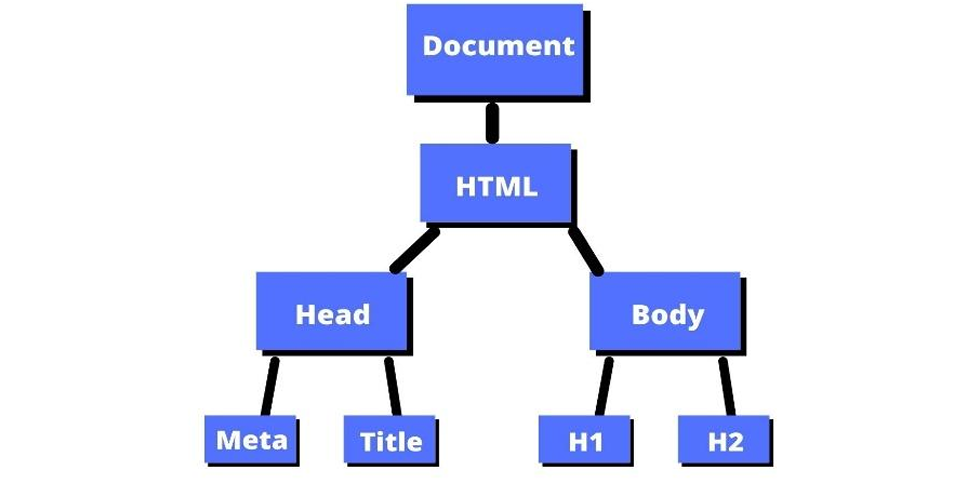 Document
HTML
Head
Body
Meta
Title
H1
H2